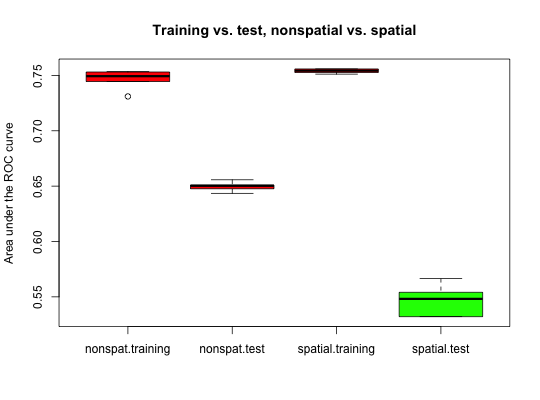 Training vs. test, nonspatial vs. spatial
Area under the ROC curve
0.75
0.70
0.65
0.60
0.55
nonspat.training nonspat.test spatial.training spatial.test